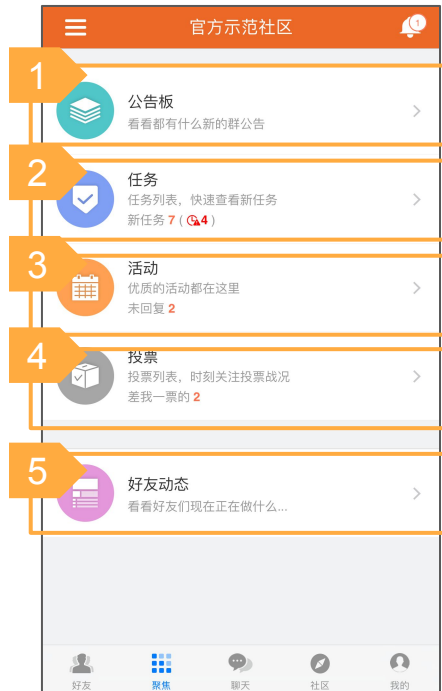 官方示范社区
1
1
公告板
看看都有什么新的群公告
2
任务
任务列表，快速查看新任务
新任务 7 ( 4 )
3
活动
优质的活动都在这里
未回复 2
4
投票
投票列表，时刻关注投票战况
差我一票的 2
5
好友动态
看看好友们现在正在做什么...
好友 聚焦 聊天 社区 我的